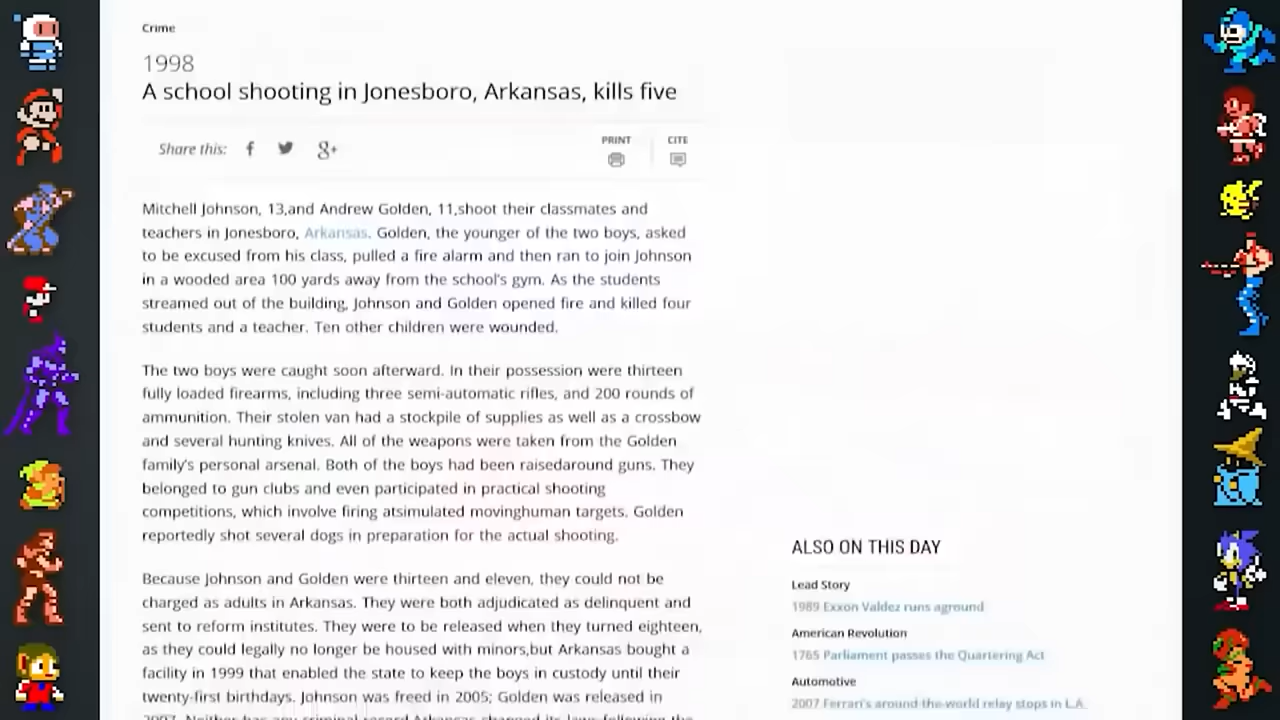 Crime
1998
A school shooting in Jonesboro, Arkansas, kills five
Share this:
PRINT
CITE
Mitchell Johnson, 13,and Andrew Golden, 11,shoot their classmates and
teachers in Jonesboro, Arkansas. Golden, the younger of the two boys, asked
to be excused from his class, pulled a fire alarm and then ran to join Johnson
in a wooded area 100 yards away from the school's gym. As the students
streamed out of the building, Johnson and Golden opened fire and killed four
students and a teacher. Ten other children were wounded.
The two boys were caught soon afterward. In their possession were thirteen
fully loaded firearms, including three semi-automatic rifles, and 200 rounds of
ammunition. Their stolen van had a stockpile of supplies as well as a crossbow
and several hunting knives. All of the weapons were taken from the Golden
family's personal arsenal. Both of the boys had been raisedaround guns. They
belonged to gun clubs and even participated in practical shooting
competitions, which involve firing atsimulated movinghuman targets. Golden
reportedly shot several dogs in preparation for the actual shooting.
Because Johnson and Golden were thirteen and eleven, they could not be
charged as adults in Arkansas. They were both adjudicated as delinquent and
sent to reform institutes. They were to be released when they turned eighteen,
as they could legally no longer be housed with minors,but Arkansas bought a
facility in 1999 that enabled the state to keep the boys in custody until their
twenty-first birthdays. Johnson was freed in 2005; Golden was released in
2007. Neither has any criminal record Arkansas changed its laws following the
ALSO ON THIS DAY
Lead Story
1989 Exxon Valdez runs aground
American Revolution
1765 Parliament passes the Quartering Act
Automotive
2007 Ferrari's around-the-world relay stops in L.A.